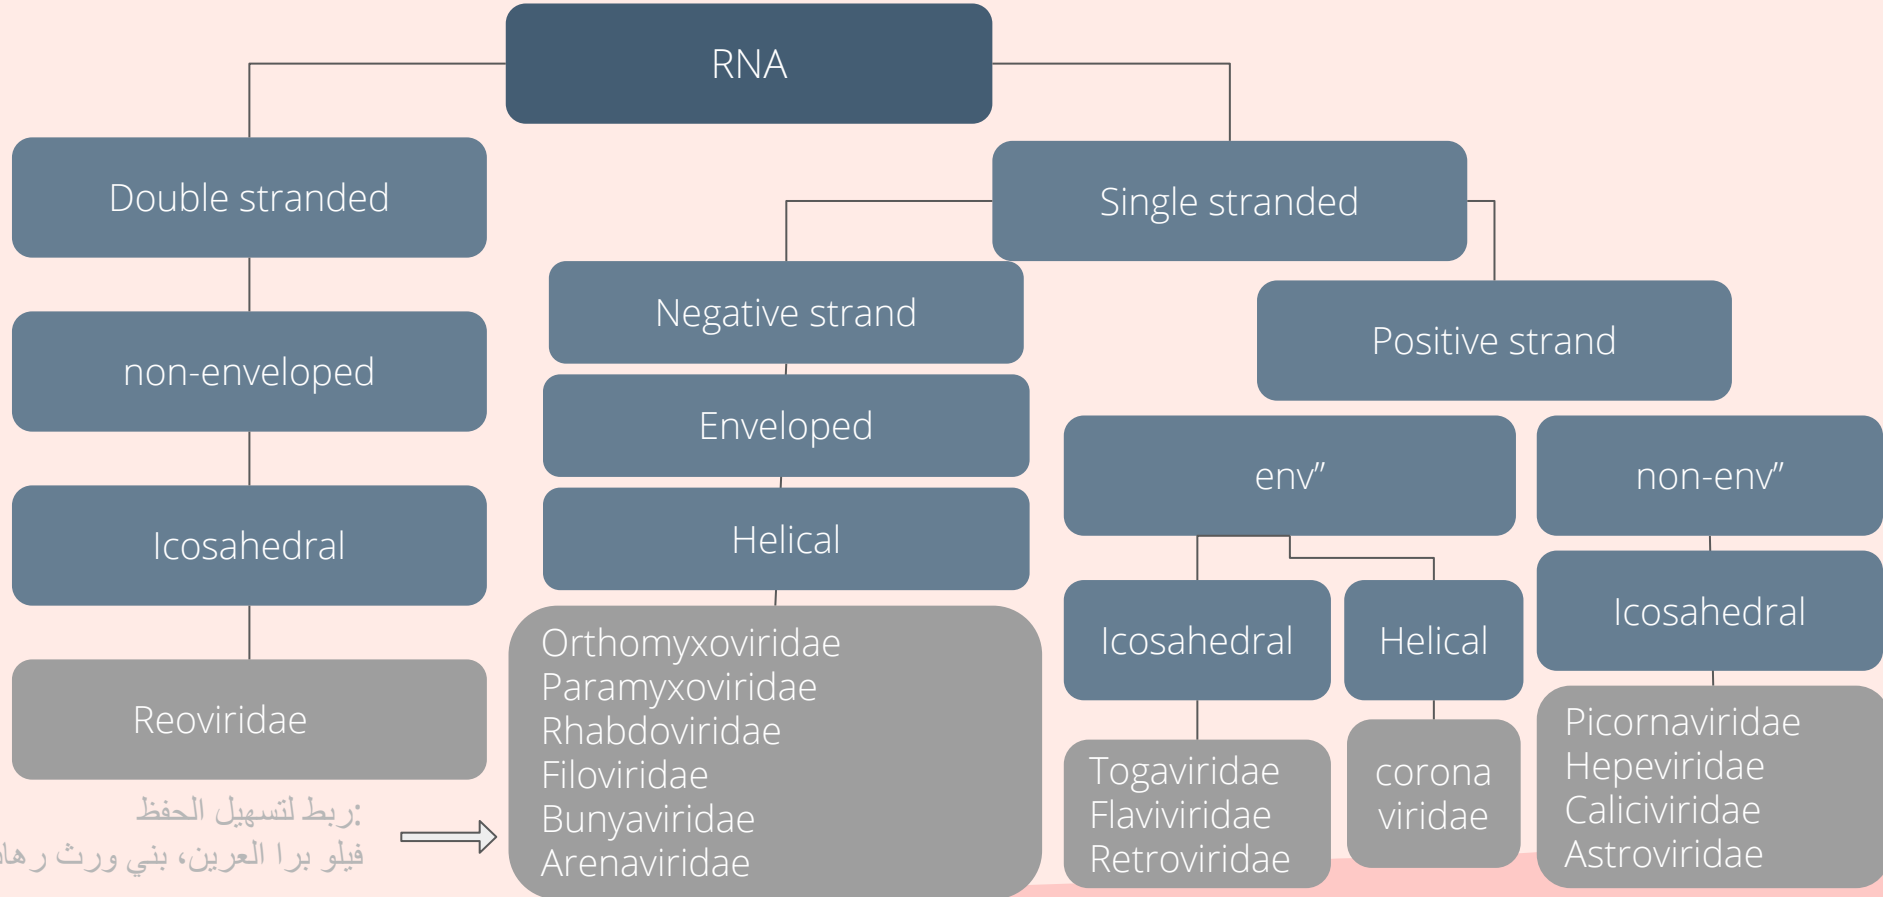 RNA
Double stranded
Single stranded
non-enveloped
Negative strand
Positive strand
Icosahedral
Enveloped
env”
non-env”
Reoviridae
Helical
Icosahedral
Helical
Icosahedral
Orthomyxoviridae
Paramyxoviridae
Rhabdoviridae
Filoviridae
Bunyaviridae
Arenaviridae
Togaviridae
Flaviviridae
Retroviridae
corona
viridae
Picornaviridae
Hepeviridae
Caliciviridae
Astroviridae
ربط لتسهيل الحفظ:
فيلو برا العرين، بني ورث